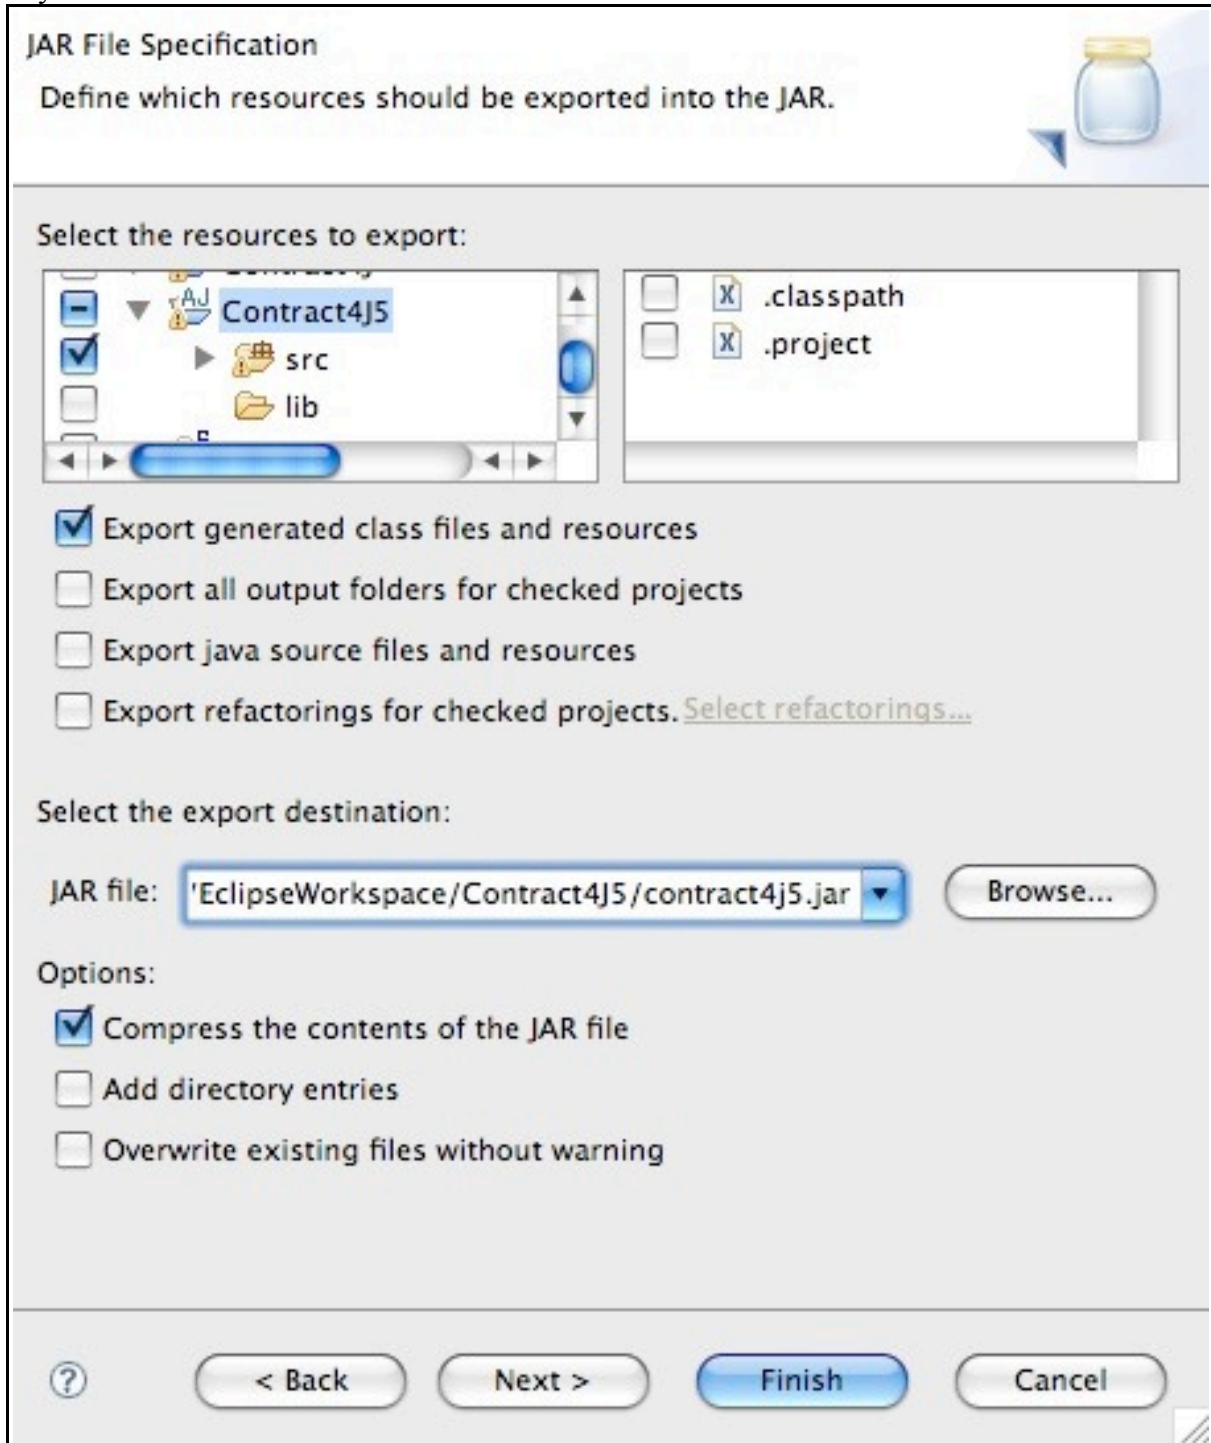 JAR File Specification
Define which resources should be exported into the JAR.
Select the resources to export:
AJ
Contract4J5
src
lib
.classpath
.project
Export generated class files and resources
Export all output folders for checked projects
Export java source files and resources
Export refactorings for checked projects. Select refactorings...
Select the export destination:
JAR file: 'EclipseWorkspace/Contract4J5/contract4j5.jar Browse...
Options:
Compress the contents of the JAR file
Add directory entries
Overwrite existing files without warning
? < Back Next > Finish Cancel